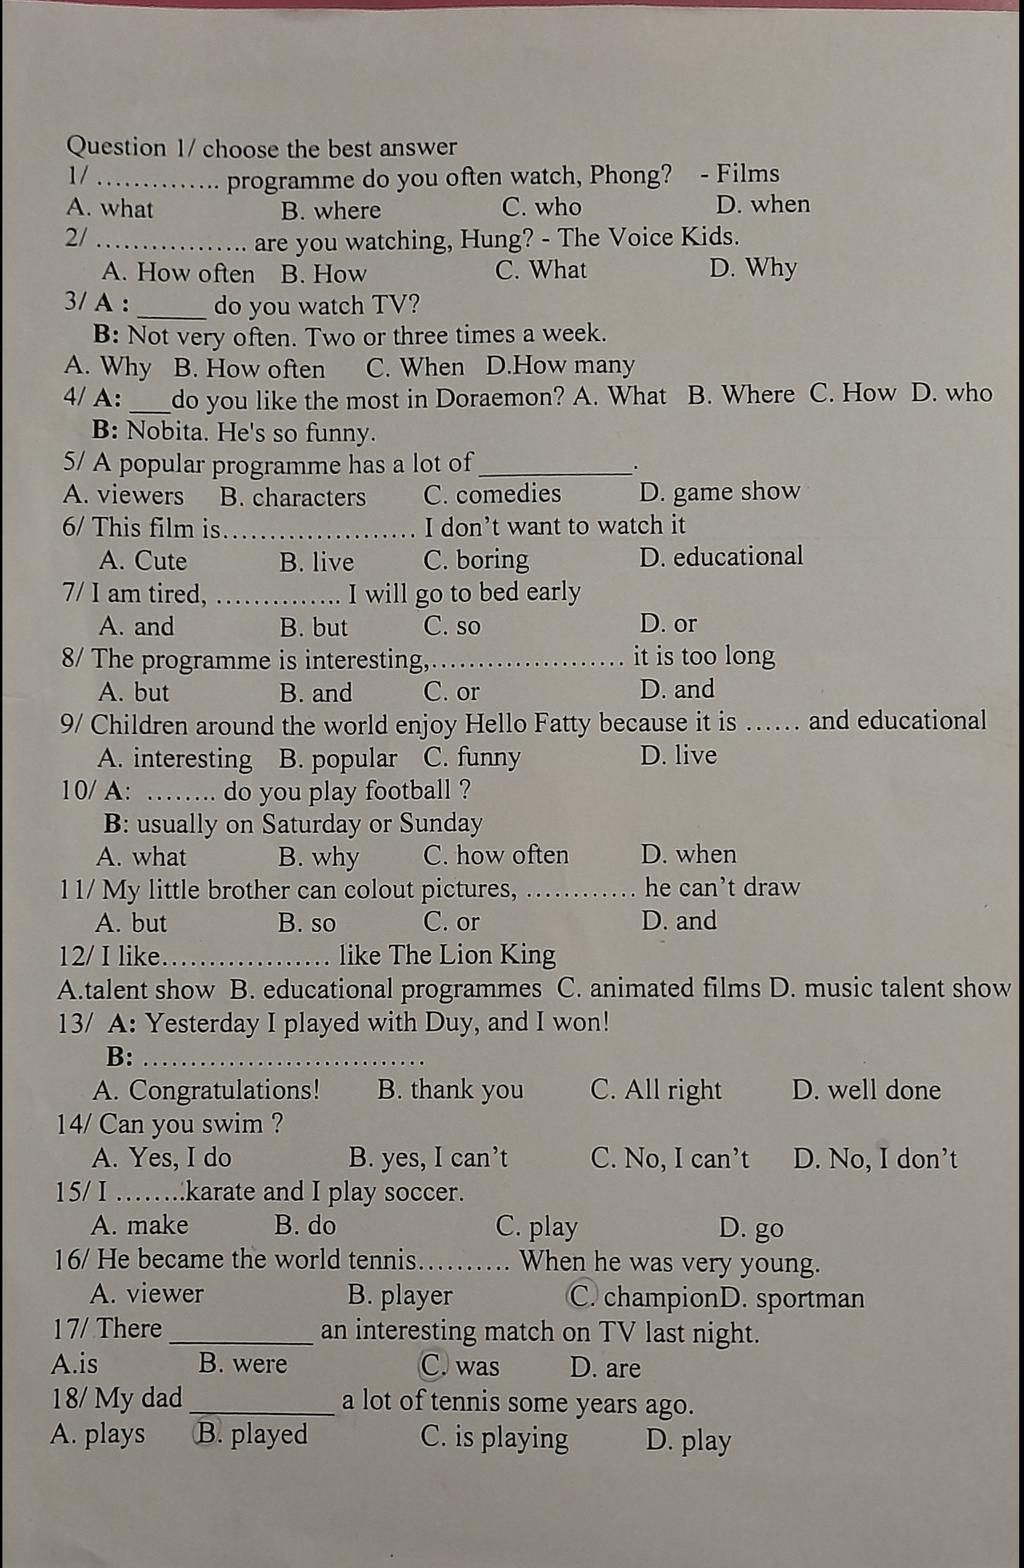 Question 1/ choose the best answer
1/ .............. programme do you often watch, Phong? - Films
A. what B. where C. who D. when
2/ ................. are you watching, Hung? - The Voice Kids.
A. How often B. How C. What D. Why
3/ A : _____ do you watch TV?
B: Not very often. Two or three times a week.
A. Why B. How often C. When D.How many
4/ A: ___do you like the most in Doraemon? A. What B. Where C. How D. who
B: Nobita. He's so funny.
5/ A popular programme has a lot of ___________.
A. viewers B. characters C. comedies D. game show
6/ This film is...................... I don't want to watch it
A. Cute B. live C. boring D. educational
7/ I am tired, .............. I will go to bed early
A. and B. but C. so D. or
8/ The programme is interesting,...................... it is too long
A. but B. and C. or D. and
9/ Children around the world enjoy Hello Fatty because it is ...... and educational
A. interesting B. popular C. funny D. live
10/ A: ........ do you play football ?
B: usually on Saturday or Sunday
A. what B. why C. how often D. when
11/ My little brother can colout pictures, ............ he can't draw
A. but B. so C. or D. and
12/ I like................... like The Lion King
A.talent show B. educational programmes C. animated films D. music talent show
13/ A: Yesterday I played with Duy, and I won!
B: ................................
A. Congratulations! B. thank you C. All right D. well done
14/ Can you swim ?
A. Yes, I do B. yes, I can't C. No, I can't D. No, I don't
15/ I ........karate and I play soccer.
A. make B. do C. play D. go
16/ He became the world tennis.......... When he was very young.
A. viewer B. player C. championD. sportman
17/ There __________ an interesting match on TV last night.
A.is B. were C. was D. are
18/ My dad __________ a lot of tennis some years ago.
A. plays B. played C. is playing D. play